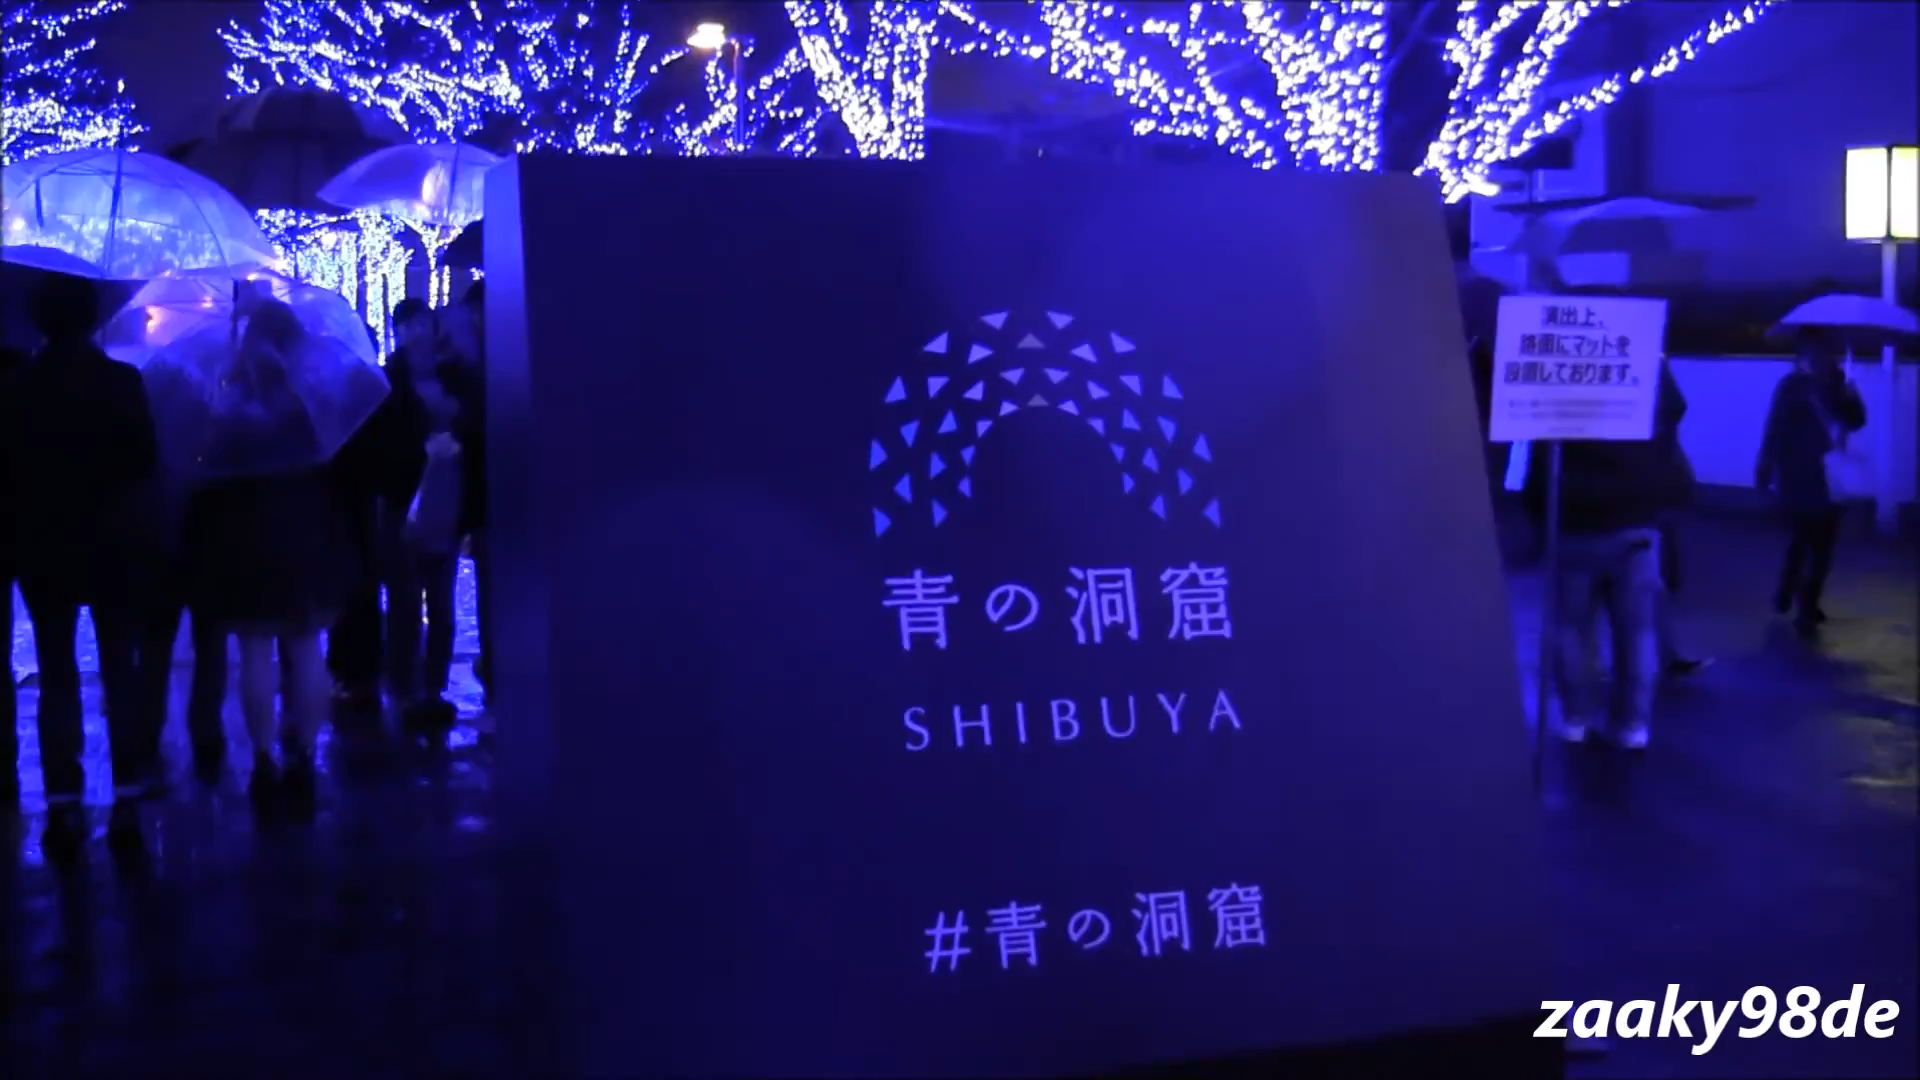 青の洞窟
SHIBUYA
#青の洞窟
演出上、
路面にマットを
設置しております。
zaaky98de